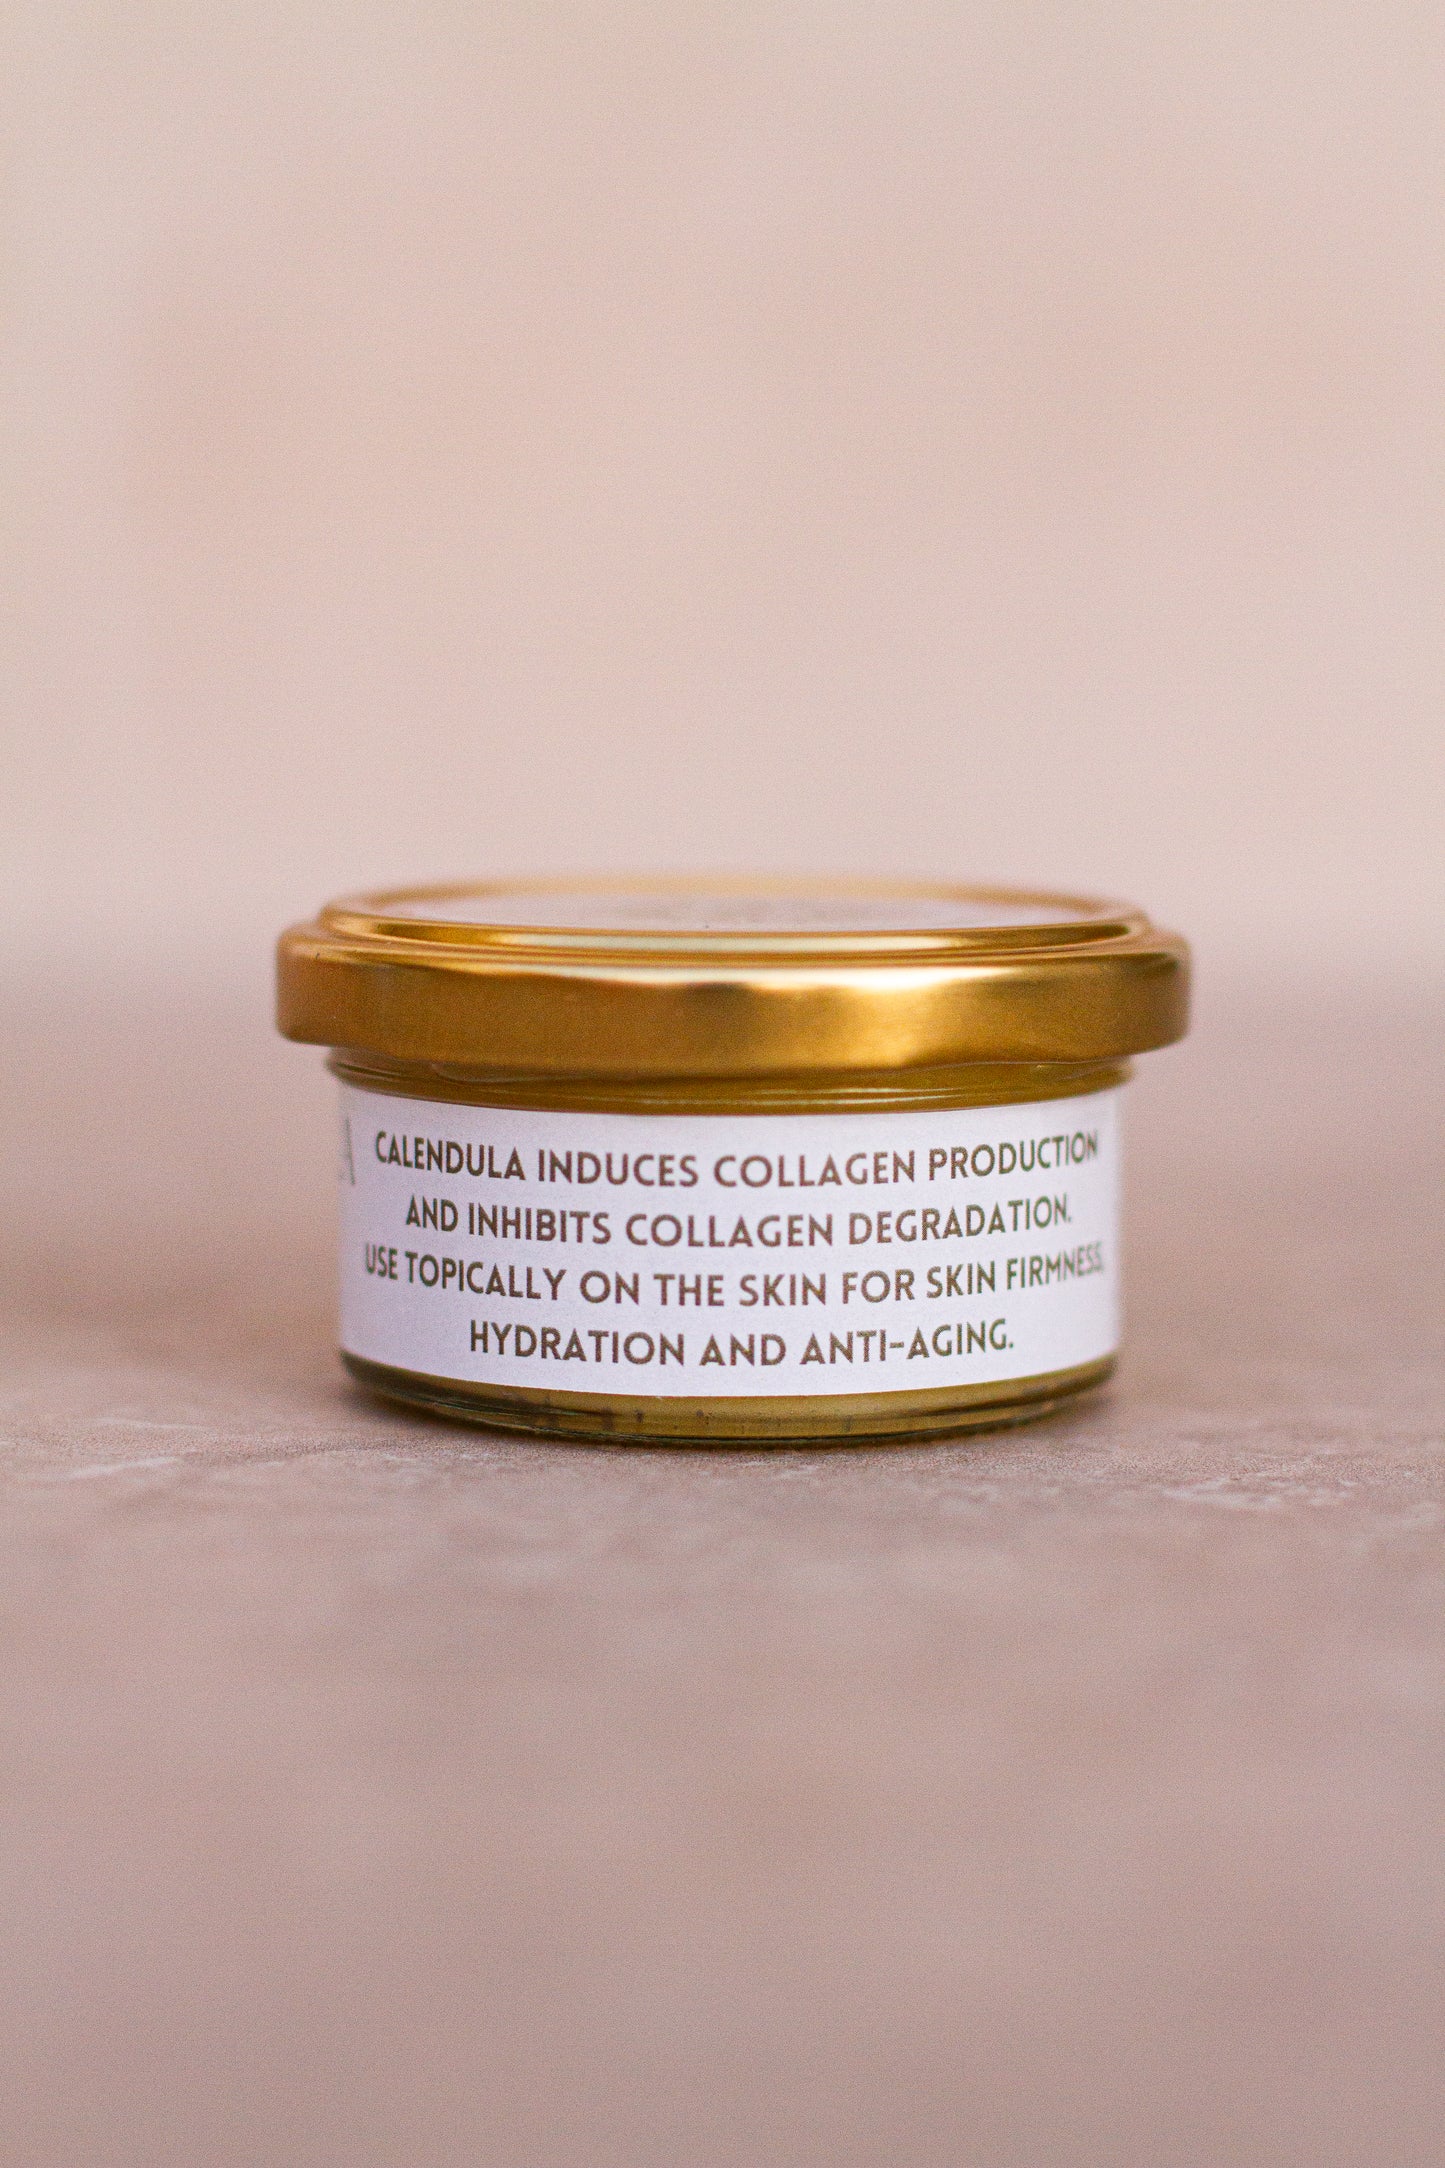 CALENDULA INDUCES COLLAGEN PRODUCTION
AND INHIBITS COLLAGEN DEGRADATION.
USE TOPICALLY ON THE SKIN FOR SKIN FIRMNESS,
HYDRATION AND ANTI-AGING.